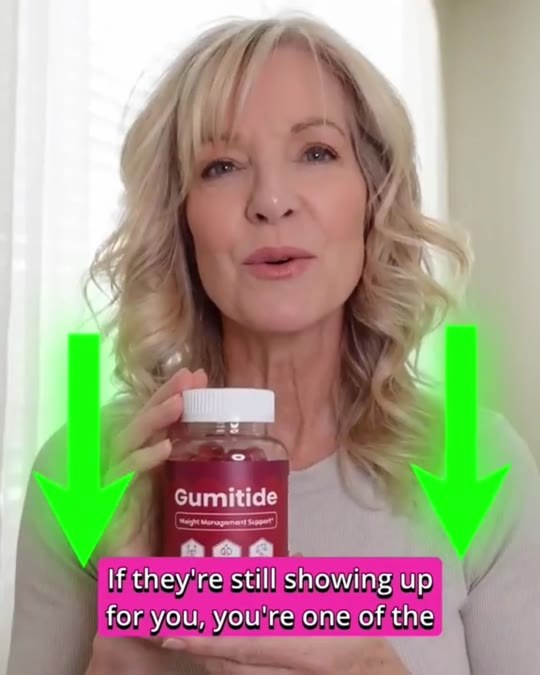 Gumitide
Weight Management Support*
If they're still showing up
for you, you're one of the